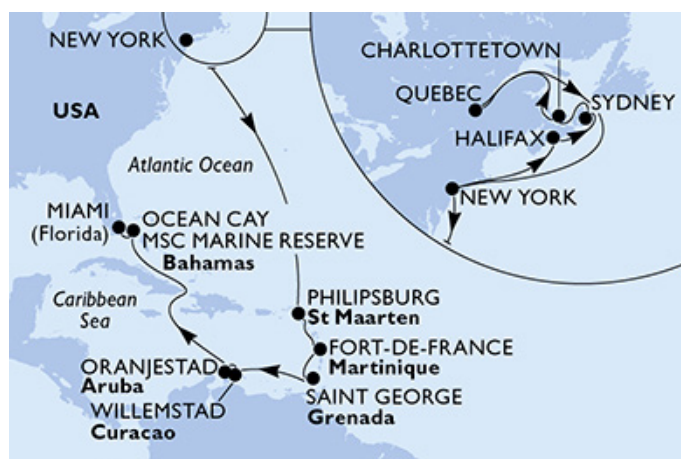 NEW YORK
USA
Atlantic Ocean
MIAMI
(Florida)
OCEAN CAY
MSC MARINE RESERVE
Bahamas
Caribbean
Sea
PHILIPSBURG
St Maarten
FORT-DE-FRANCE
Martinique
SAINT GEORGE
Grenada
ORANJESTAD
Aruba
WILLEMSTAD
Curacao
CHARLOTTETOWN
QUEBEC
SYDNEY
HALIFAX
NEW YORK